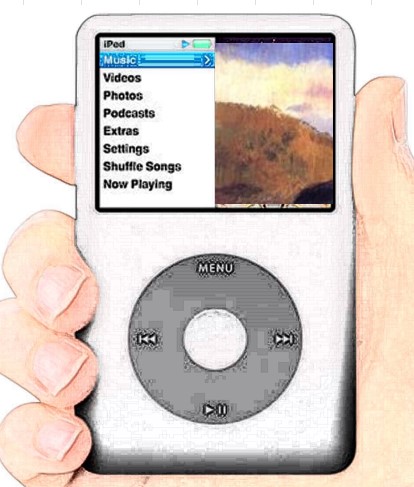 iPod
Music
Videos
Photos
Podcasts
Extras
Settings
Shuffle Songs
Now Playing
MENU